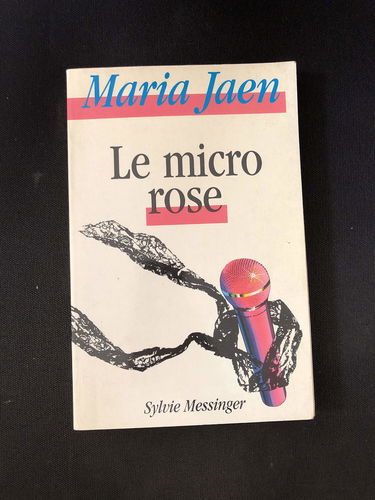 Maria Jaen
Le micro
rose
Sylvie Messinger